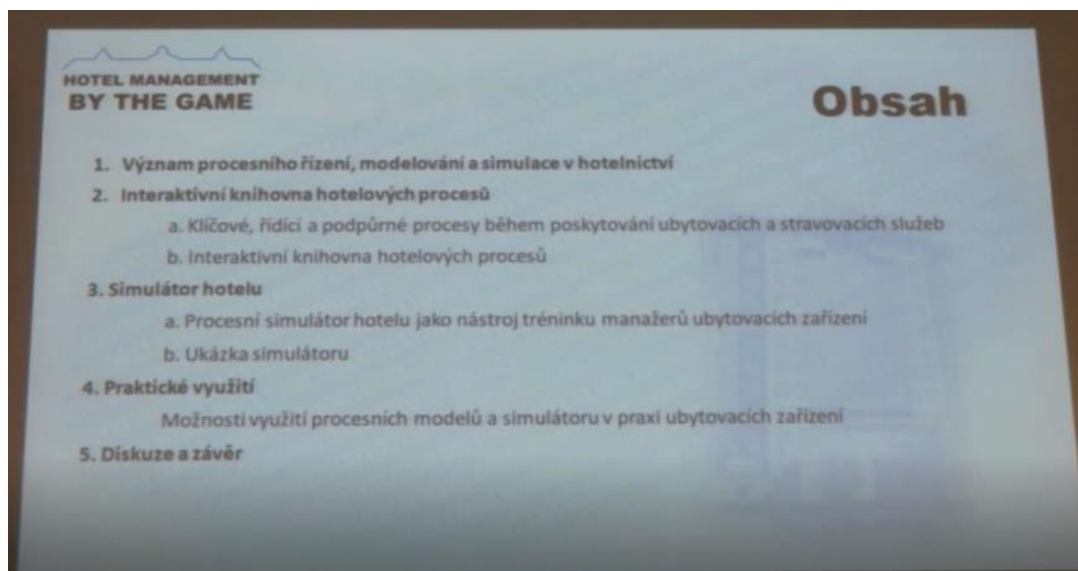 HOTEL MANAGEMENT
BY THE GAME
Obsah
1. Význam procesního řízení, modelování a simulace v hotelnictví
2. Interaktivní knihovna hotelových procesů
a. Klíčové, řídící a podpůrné procesy během poskytování ubytovacích a stravovacích služeb
b. Interaktivní knihovna hotelových procesů
3. Simulátor hotelu
a. Procesní simulátor hotelu jako nástroj tréninku manažerů ubytovacích zařízení
b. Ukázka simulátoru
4. Praktické využití
Možnosti využití procesních modelů a simulátoru v praxi ubytovacích zařízení
5. Diskuze a závěr